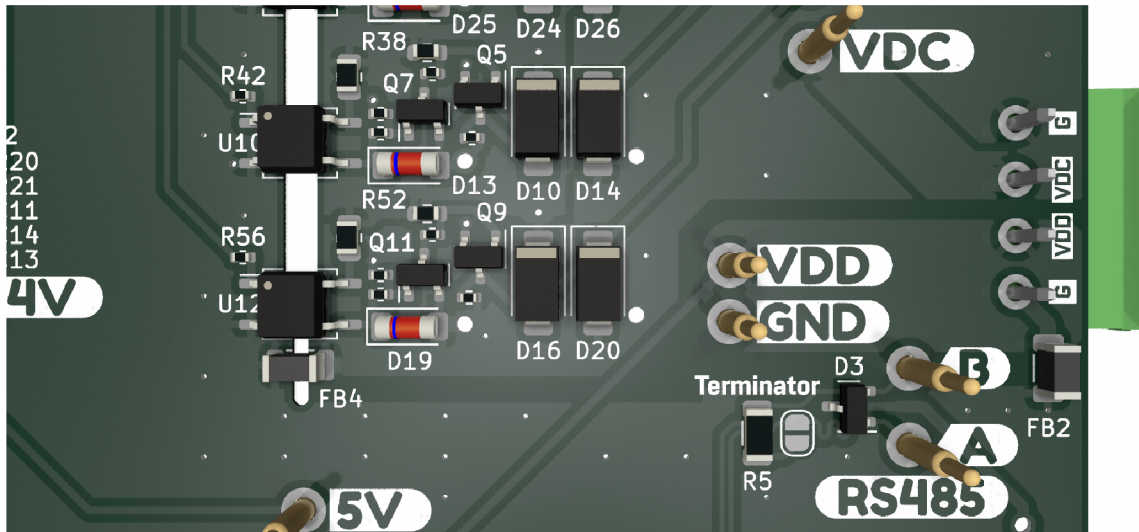 D25
D24
D26
R38
Q5
VDC
R42
Q7
G
2
U10
20
21
VDC
11
R52
D13
D10
D14
14
Q9
VDD
R56
Q11
13
VDD
4V
U12
G
GND
D19
D16
D20
D3
B
Terminator
FB4
FB2
A
R5
RS485
5V